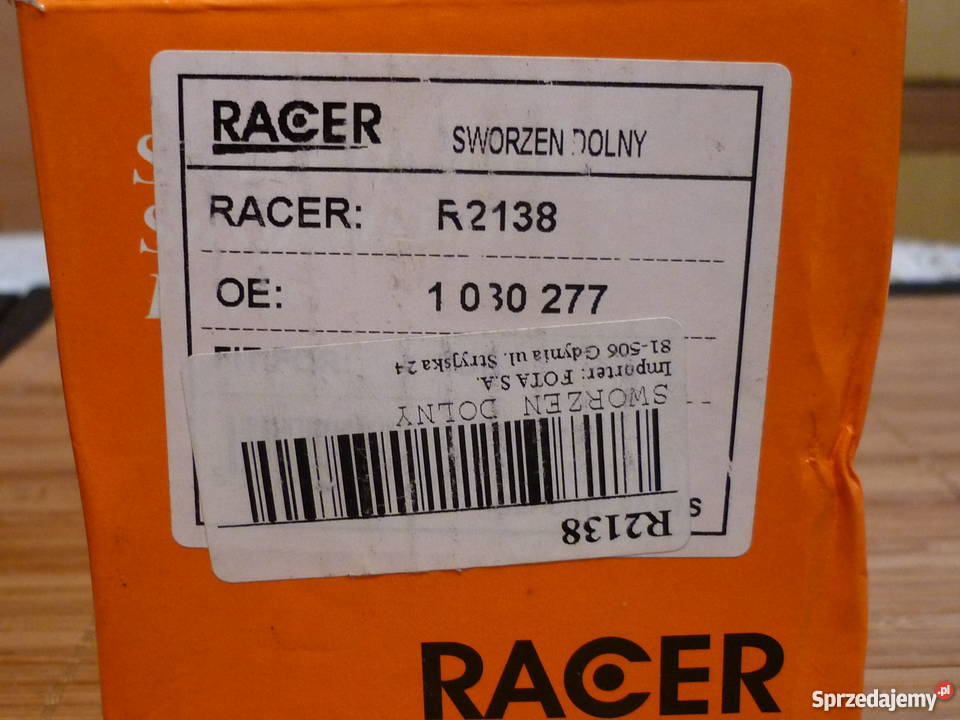 RACER
SWORZEN DOLNY
RACER: R2138
OE: 1 030 277
81-506 Gdynia ul. Stryjska 24
Importer: FOTA S.A.
SWORZEN DOLNY
R2138
RACER
Sprzedajemy.pl